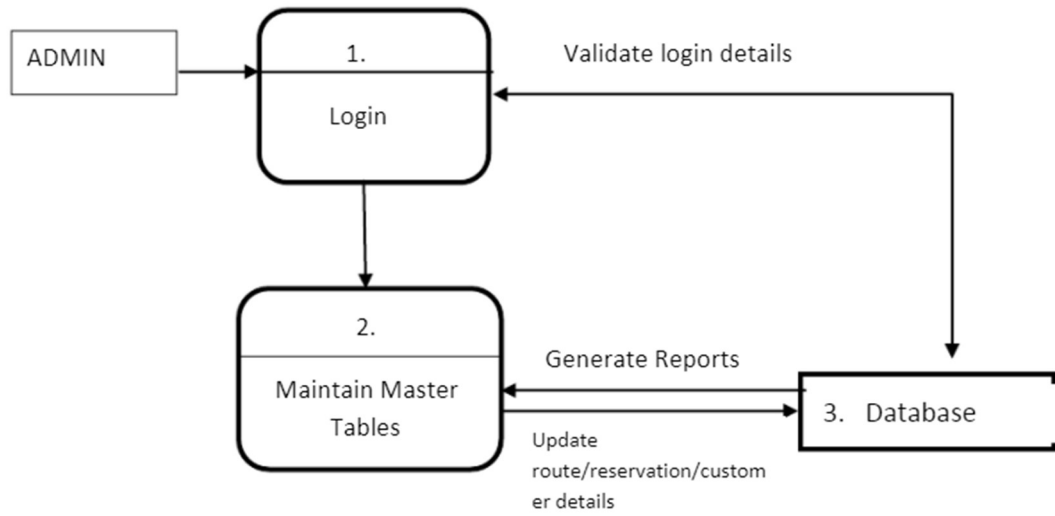 ADMIN
1.
Login
Validate login details
2.
Maintain Master
Tables
Generate Reports
Update
route/reservation/custom
er details
3. Database